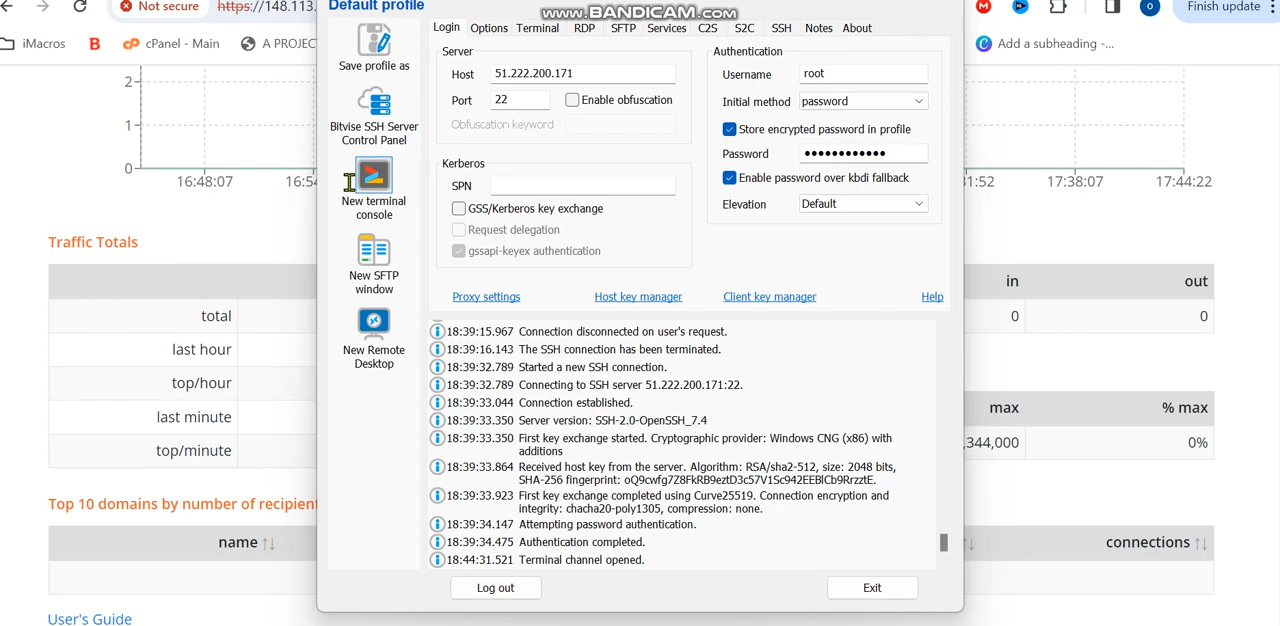 Default profile
www.BANDICAM.com
Not secure
https://148.113.
Finish update
iMacros
B
cPanel - Main
A PROJEC
Add a subheading -...
Save profile as
Bitvise SSH Server
Control Panel
New terminal
console
New SFTP
window
New Remote
Desktop
Login Options Terminal RDP SFTP Services C2S S2C SSH Notes About
Server
Host 51.222.200.171
Port 22 Enable obfuscation
Obfuscation keyword
Kerberos
SPN
GSS/Kerberos key exchange
Request delegation
gssapi-keyex authentication
Authentication
Username root
Initial method password
Store encrypted password in profile
Password ●●●●●●●●●●●●
Enable password over kbdi fallback
Elevation Default
Proxy settings Host key manager Client key manager Help
18:39:15.967 Connection disconnected on user's request.
18:39:16.143 The SSH connection has been terminated.
18:39:32.789 Started a new SSH connection.
18:39:32.789 Connecting to SSH server 51.222.200.171:22.
18:39:33.044 Connection established.
18:39:33.350 Server version: SSH-2.0-OpenSSH_7.4
18:39:33.350 First key exchange started. Cryptographic provider: Windows CNG (x86) with
additions
18:39:33.864 Received host key from the server. Algorithm: RSA/sha2-512, size: 2048 bits,
SHA-256 fingerprint: oQ9cwfg7Z8FkRB9eztD3c57V1Sc942EEBlCb9RrzztE.
18:39:33.923 First key exchange completed using Curve25519. Connection encryption and
integrity: chacha20-poly1305, compression: none.
18:39:34.147 Attempting password authentication.
18:39:34.475 Authentication completed.
18:44:31.521 Terminal channel opened.
Log out Exit
2
1
0
16:48:07 16:54 31:52 17:38:07 17:44:22
Traffic Totals
in out
total 0 0
last hour
top/hour
max % max
last minute
,344,000 0%
top/minute
Top 10 domains by number of recipient
name connections
User's Guide